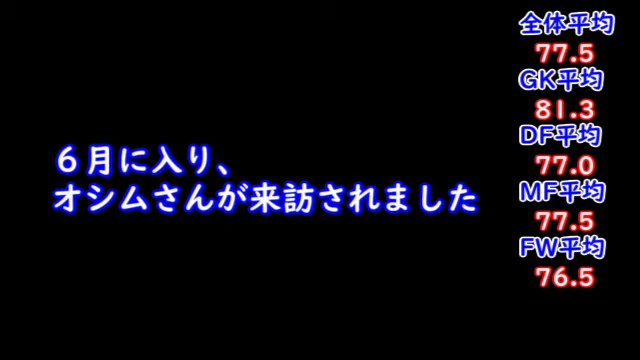 ６月に入り、
オシムさんが来訪されました
全体平均
77.5
GK平均
81.3
DF平均
77.0
MF平均
77.5
FW平均
76.5